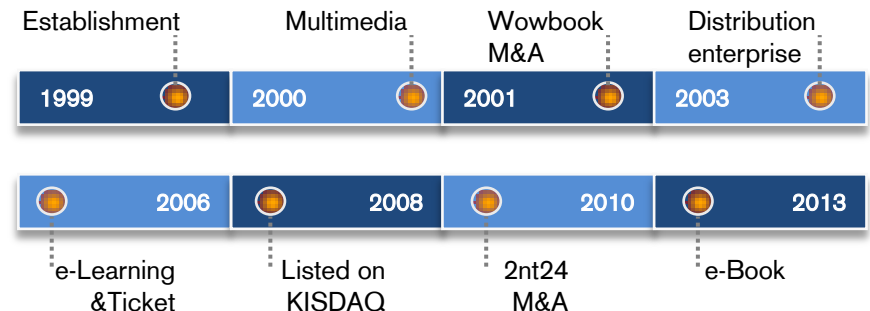 Establishment
Multimedia
Wowbook
M&A
Distribution
enterprise
1999
2000
2001
2003
2006
2008
2010
2013
e-Learning
&Ticket
Listed on
KISDAQ
2nt24
M&A
e-Book